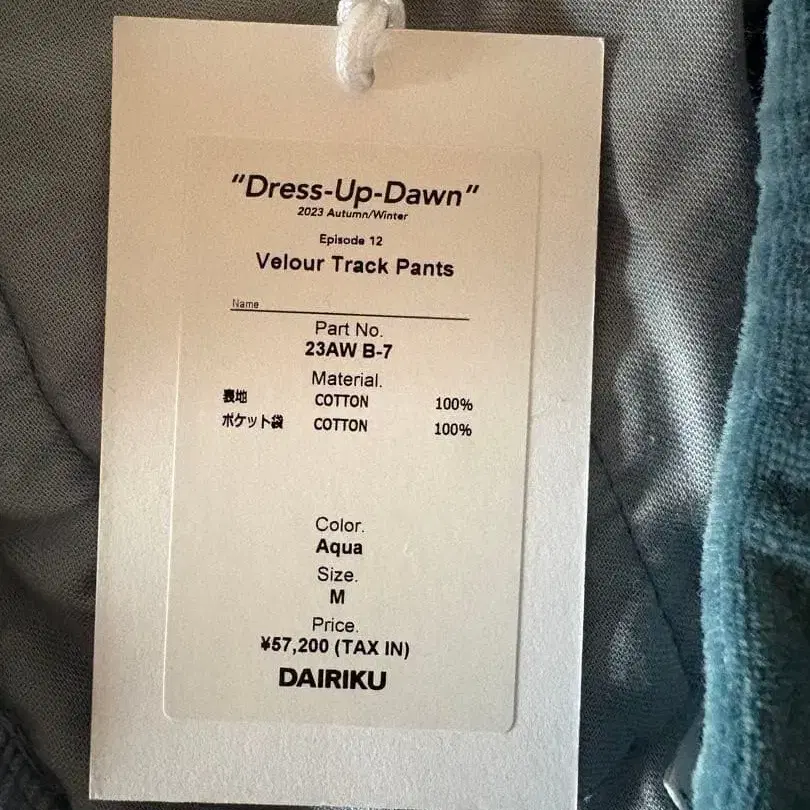 “Dress-Up-Dawn”
2023 Autumn/Winter
Episode 12
Velour Track Pants
Name
Part No.
23AW B-7
Material.
表地 COTTON 100%
ポケット袋 COTTON 100%
Color.
Aqua
Size.
M
Price.
¥57,200 (TAX IN)
DAIRIKU